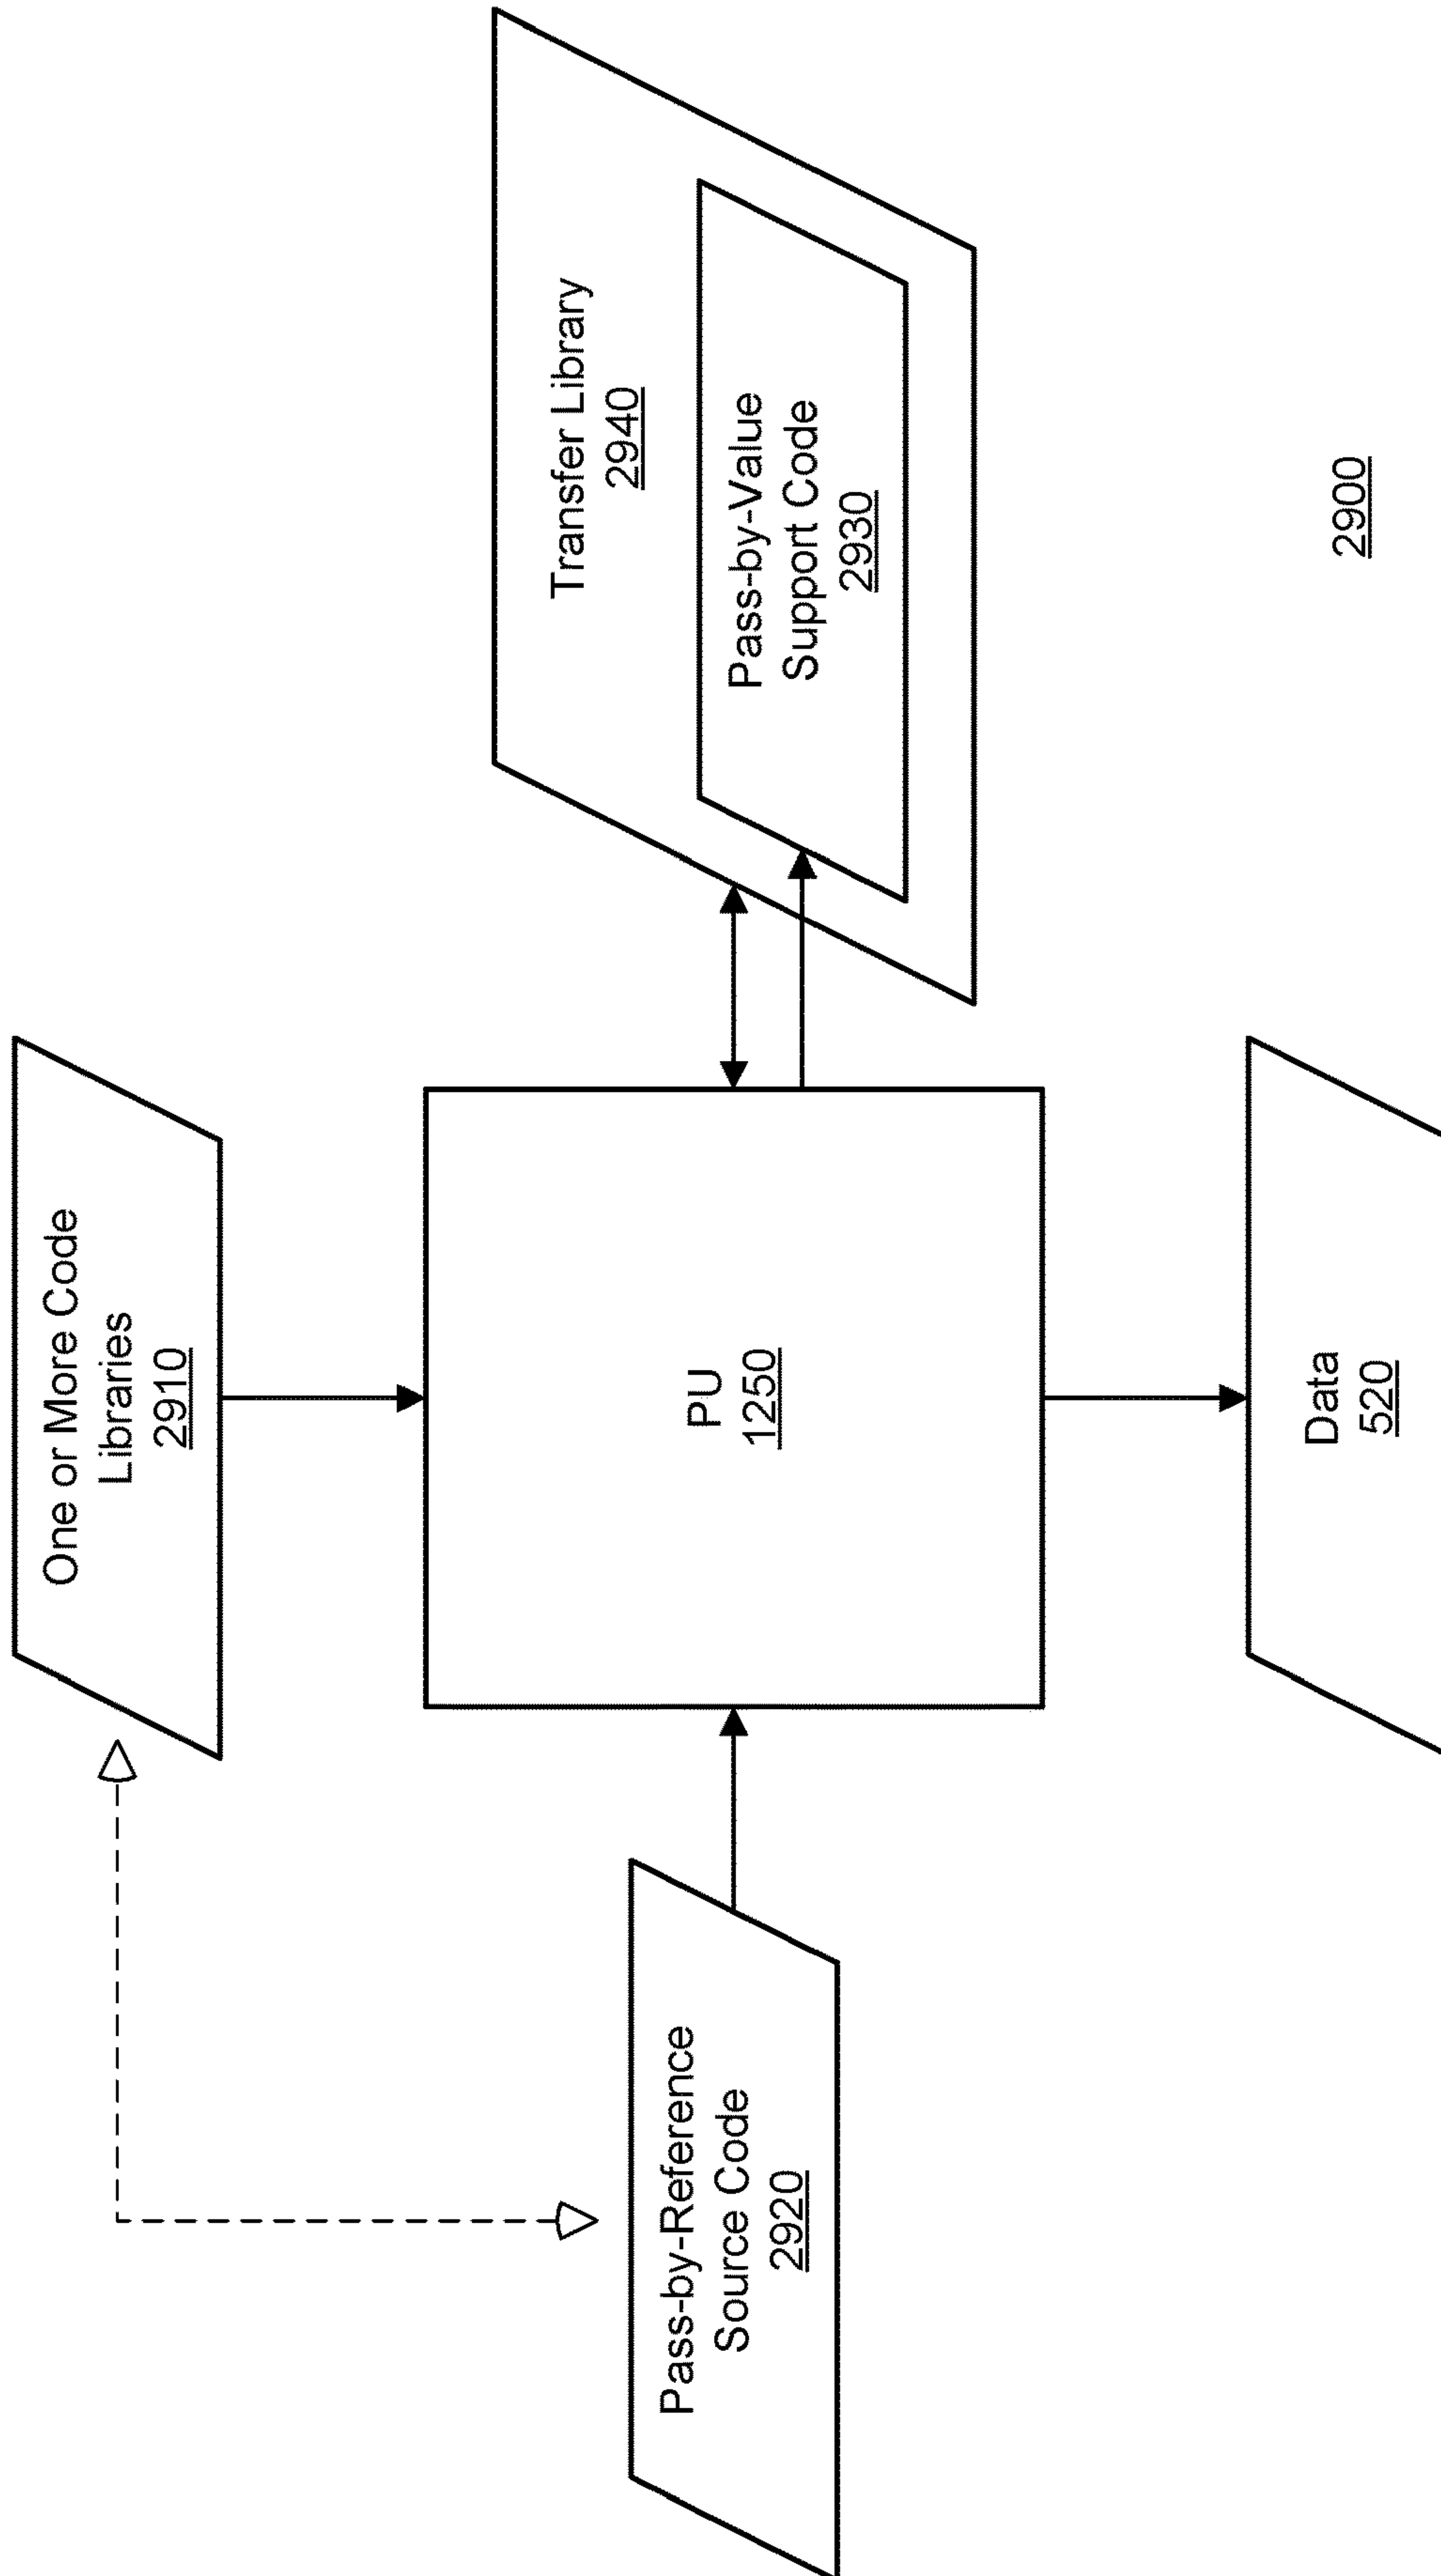 One or More Code
Libraries
2910
Pass-by-Reference
Source Code
2920
PU
1250
Transfer Library
2940
Pass-by-Value
Support Code
2930
Data
520
2900